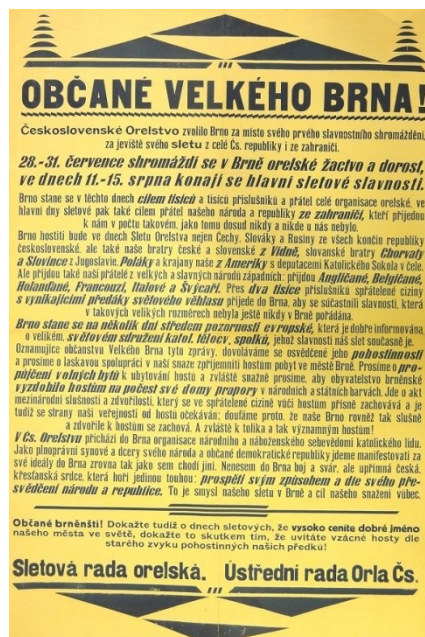 OBČANÉ VELKÉHO BRNA!
Československé Orelstvo zvolilo Brno za místo svého prvého slavnostního shromáždění,
za jeviště svého sletu z celé Čs. republiky i ze zahraničí.
28.-31. července shromáždí se v Brně orelské žactvo a dorost,
ve dnech 11.-15. srpna konají se hlavní sletové slavnosti.
Brno stane se v těchto dnech cílem tisíců a tisíců příslušníků a přátel celé organisace orelské, ve
hlavní dny sletové pak také cílem přátel našeho národa a republiky ze zahraničí, kteří přijedou
k nám v počtu takovém, jako tomu dosud nikdy a nikde u nás nebylo.
Brno hostiti bude ve dnech Sletu Orelstva nejen Čechy, Slováky a Rusíny ze všech končin republiky
československé, ale také naše bratry české a slovenské z Vídně, slovanské bratry Chorvaty
a Slovince z Jugoslavie, Poláky a krajany naše z Ameriky s deputacemi Katolického Sokola v čele.
Ale přijdou také naši přátelé z velkých a slavných národů západních: přijdou Angličané, Belgičané,
Holanďané, Francouzi, Italové a Švýcaři. Přes dva tisíce příslušníků spřátelené ciziny
s vynikajícími předáky světového věhlasu přijede do Brna, aby se súčastnili slavnosti, která
v takových velikých rozměrech nebyla ještě nikdy v Brně pořádána.
Brno stane se na několik dní středem pozornosti evropské, která je dobře informována
o velikém, světovém sdružení katol. tělocv. spolků, jehož slavností náš slet současně je.
Oznamujíce občanstvu Velkého Brna tyto zprávy, dovoláváme se osvědčené jeho pohostinnosti
a prosíme o laskavou spolupráci v naší snaze zpříjemniti hostům pobyt ve městě Brně. Prosíme o pro-
půjčení volných bytů k ubytování hostů a zvláště snažně prosíme, aby obyvatelstvo brněnské
vyzdobilo hostům na počest své domy prapory v národních a státních barvách. Jde o akt
mezinárodní slušnosti a zdvořilosti, který se ve spřátelené cizině vůči hostům přísně zachovává a je
tudíž se strany naší veřejnosti od hostů očekáván; doufáme proto, že naše Brno rovněž tak slušně
a zdvořile k hostům se zachová. A zvláště k tolika a tak významným hostům!
V Čs. Orelstvu přichází do Brna organisace národního a náboženského sebevědomí katolického lidu.
Jako plnoprávní synové a dcery svého národa a občané demokratické republiky jdeme manifestovati za
své ideály do Brna zrovna tak jako sem chodí jiní. Nenesem do Brna boj a svár, ale upřímná česká,
křesťanská srdce, která hoří jedinou touhou: prospěti svým způsobem a dle svého pře-
svědčení národu a republice. To je smysl našeho sletu v Brně a cíl našeho snažení vůbec.
Občané brněnští! Dokažte tudíž o dnech sletových, že vysoko ceníte dobré jméno
našeho města ve světě, dokažte to skutkem tím, že uvítáte vzácné hosty dle
starého zvyku pohostinných našich předků!
Sletová rada orelská. Ústřední rada Orla Čs.